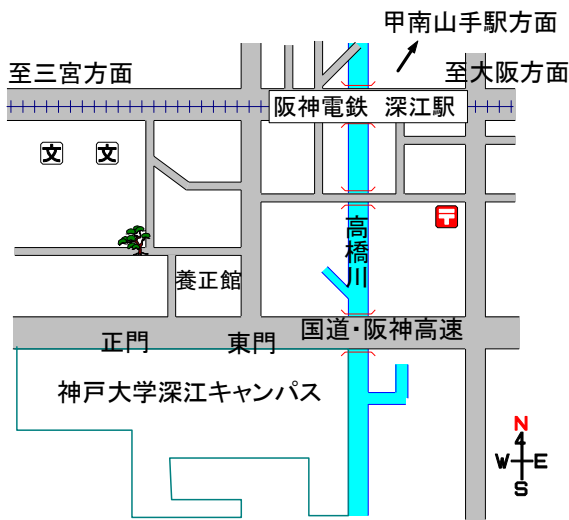 甲南山手駅方面
至三宮方面
至大阪方面
阪神電鉄 深江駅
文 文
〒
高橋川
養正館
国道・阪神高速
正門
東門
神戸大学深江キャンパス
N
4
W E
S